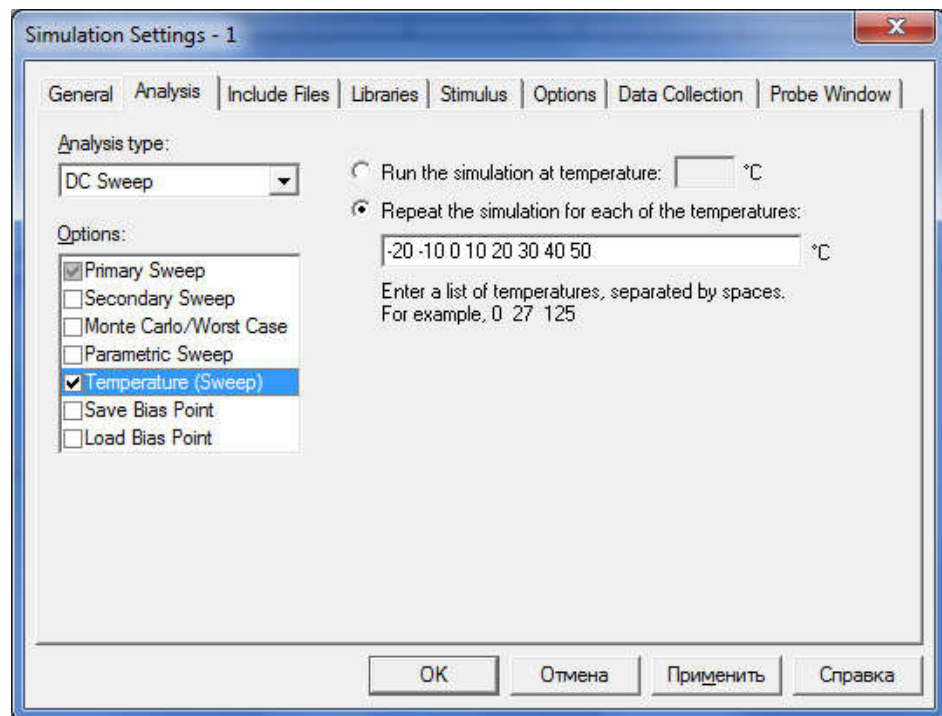 Simulation Settings - 1
General Analysis Include Files Libraries Stimulus Options Data Collection Probe Window
Analysis type:
DC Sweep
Options:
Primary Sweep
Secondary Sweep
Monte Carlo/Worst Case
Parametric Sweep
Temperature (Sweep)
Save Bias Point
Load Bias Point
Run the simulation at temperature: °C
Repeat the simulation for each of the temperatures:
-20 -10 0 10 20 30 40 50 °C
Enter a list of temperatures, separated by spaces.
For example, 0 27 125
OK Отмена Применить Справка